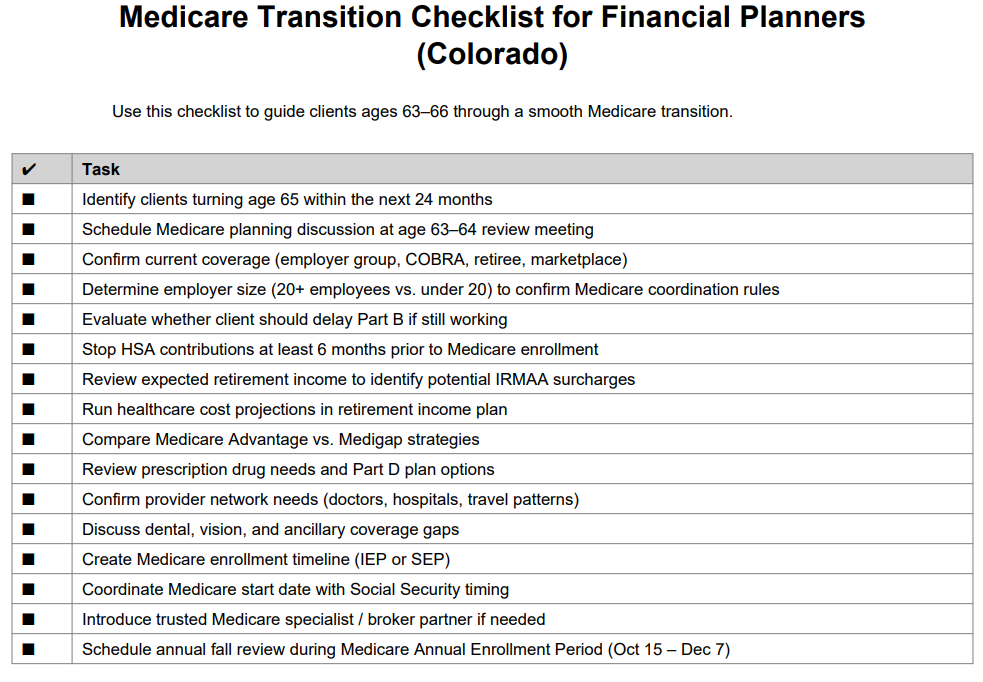 Medicare Transition Checklist for Financial Planners
(Colorado)
Use this checklist to guide clients ages 63–66 through a smooth Medicare transition.
✔ Task
■ Identify clients turning age 65 within the next 24 months
■ Schedule Medicare planning discussion at age 63–64 review meeting
■ Confirm current coverage (employer group, COBRA, retiree, marketplace)
■ Determine employer size (20+ employees vs. under 20) to confirm Medicare coordination rules
■ Evaluate whether client should delay Part B if still working
■ Stop HSA contributions at least 6 months prior to Medicare enrollment
■ Review expected retirement income to identify potential IRMAA surcharges
■ Run healthcare cost projections in retirement income plan
■ Compare Medicare Advantage vs. Medigap strategies
■ Review prescription drug needs and Part D plan options
■ Confirm provider network needs (doctors, hospitals, travel patterns)
■ Discuss dental, vision, and ancillary coverage gaps
■ Create Medicare enrollment timeline (IEP or SEP)
■ Coordinate Medicare start date with Social Security timing
■ Introduce trusted Medicare specialist / broker partner if needed
■ Schedule annual fall review during Medicare Annual Enrollment Period (Oct 15 – Dec 7)